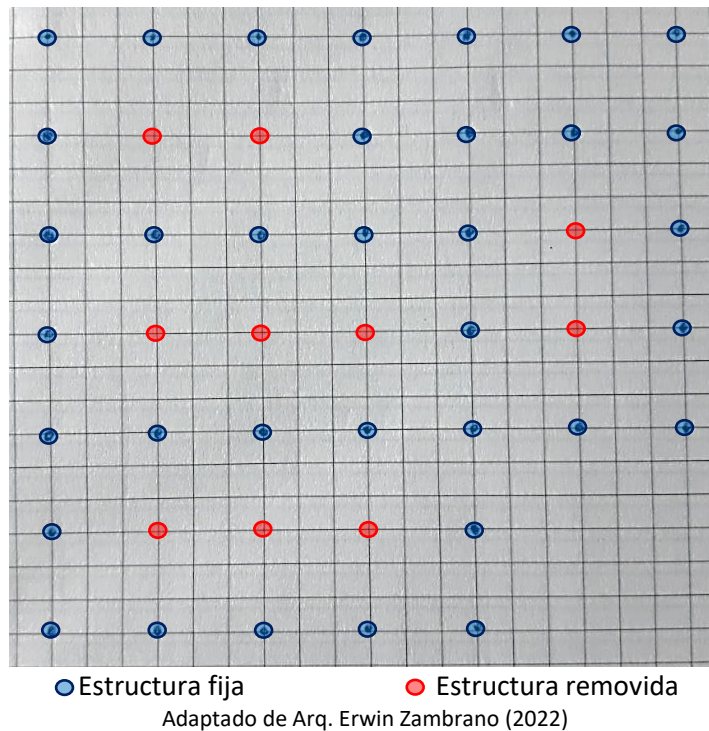 Estructura fija
Estructura removida
Adaptado de Arq. Erwin Zambrano (2022)